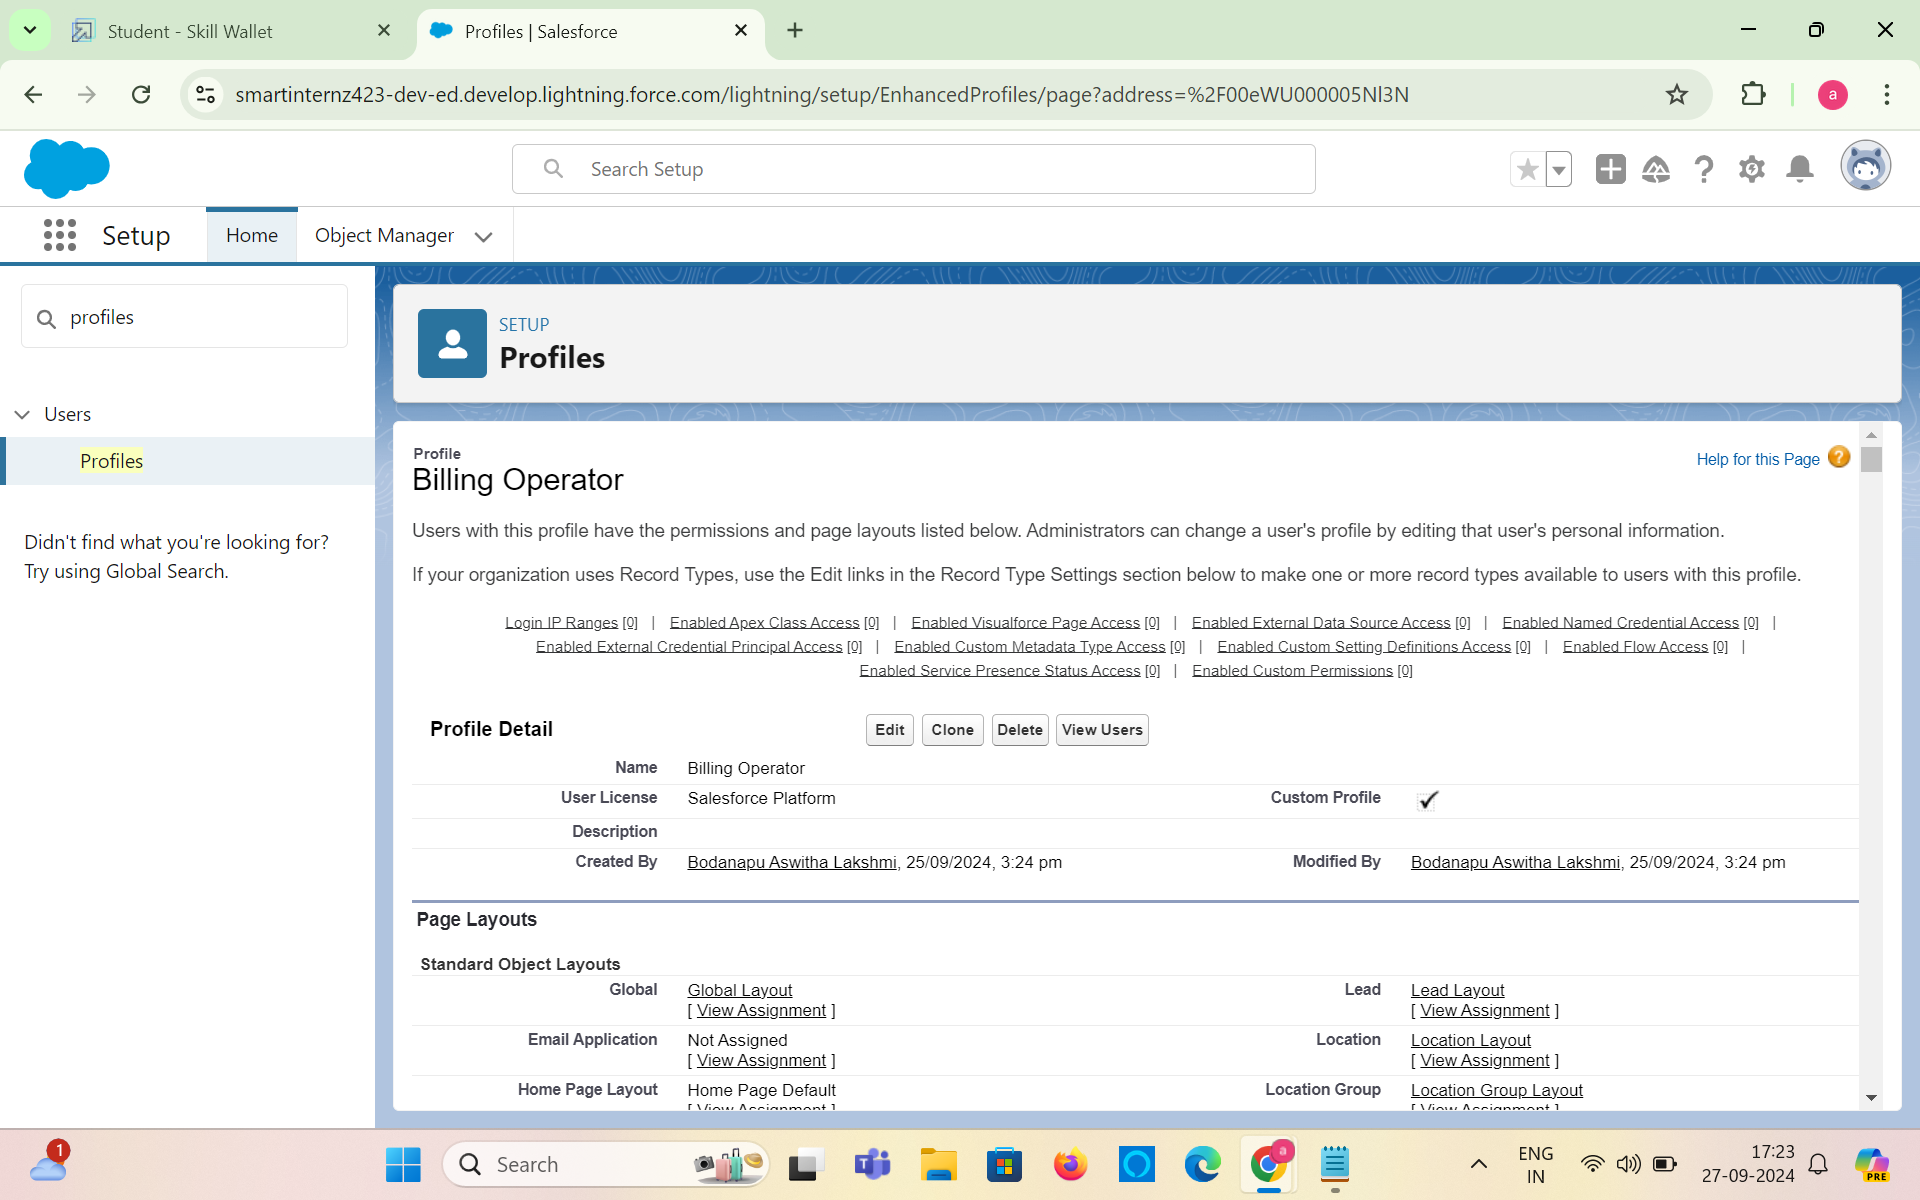 Student - Skill Wallet
Profiles | Salesforce
smartinternz423-dev-ed.develop.lightning.force.com/lightning/setup/EnhancedProfiles/page?address=%2F00eWU000005Nl3N
a
Search Setup
Setup
Home
Object Manager
profiles
Users
Profiles
Didn't find what you're looking for?
Try using Global Search.
SETUP
Profiles
Profile
Billing Operator
Help for this Page ?
Users with this profile have the permissions and page layouts listed below. Administrators can change a user's profile by editing that user's personal information.
If your organization uses Record Types, use the Edit links in the Record Type Settings section below to make one or more record types available to users with this profile.
Login IP Ranges [0] | Enabled Apex Class Access [0] | Enabled Visualforce Page Access [0] | Enabled External Data Source Access [0] | Enabled Named Credential Access [0] |
Enabled External Credential Principal Access [0] | Enabled Custom Metadata Type Access [0] | Enabled Custom Setting Definitions Access [0] | Enabled Flow Access [0] |
Enabled Service Presence Status Access [0] | Enabled Custom Permissions [0]
Profile Detail
Edit Clone Delete View Users
Name Billing Operator
User License Salesforce Platform Custom Profile
Description
Created By Bodanapu Aswitha Lakshmi, 25/09/2024, 3:24 pm Modified By Bodanapu Aswitha Lakshmi, 25/09/2024, 3:24 pm
Page Layouts
Standard Object Layouts
Global Global Layout Lead Lead Layout
[ View Assignment ] [ View Assignment ]
Email Application Not Assigned Location Location Layout
[ View Assignment ] [ View Assignment ]
Home Page Layout Home Page Default Location Group Location Group Layout
[ View Assignment ] [ View Assignment ]
1
Search
T
a
ENG
IN
17:23
27-09-2024
PRE